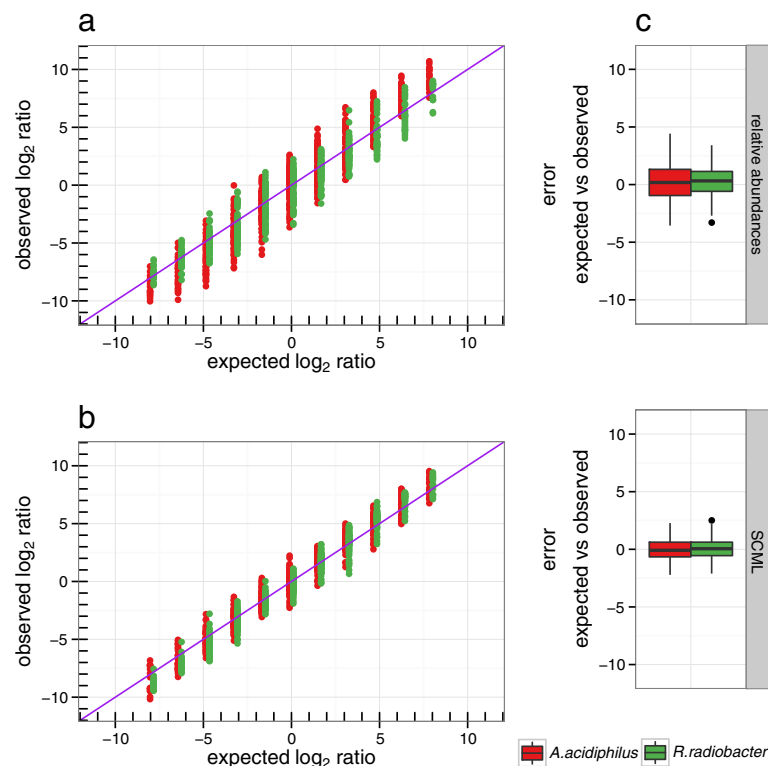 a
10
5
0
−5
−10
observed log₂ ratio
−10 −5 0 5 10
expected log₂ ratio
b
10
5
0
−5
−10
observed log₂ ratio
−10 −5 0 5 10
expected log₂ ratio
c
10
5
0
−5
−10
error
expected vs observed
relative abundances
10
5
0
−5
−10
error
expected vs observed
SCML
A.acidiphilus R.radiobacter